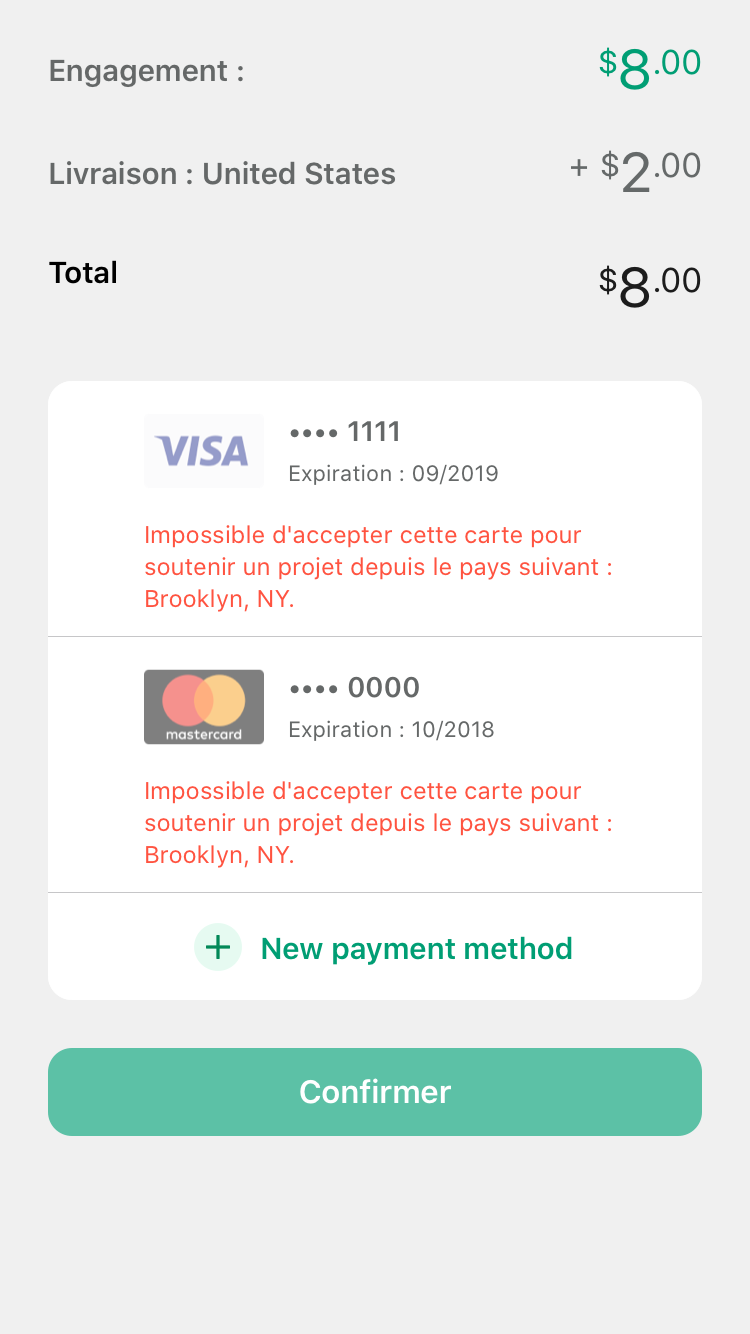 Engagement : $8.00
Livraison : United States + $2.00
Total $8.00
VISA •••• 1111
Expiration : 09/2019
Impossible d'accepter cette carte pour
soutenir un projet depuis le pays suivant :
Brooklyn, NY.
•••• 0000
mastercard Expiration : 10/2018
Impossible d'accepter cette carte pour
soutenir un projet depuis le pays suivant :
Brooklyn, NY.
+ New payment method
Confirmer